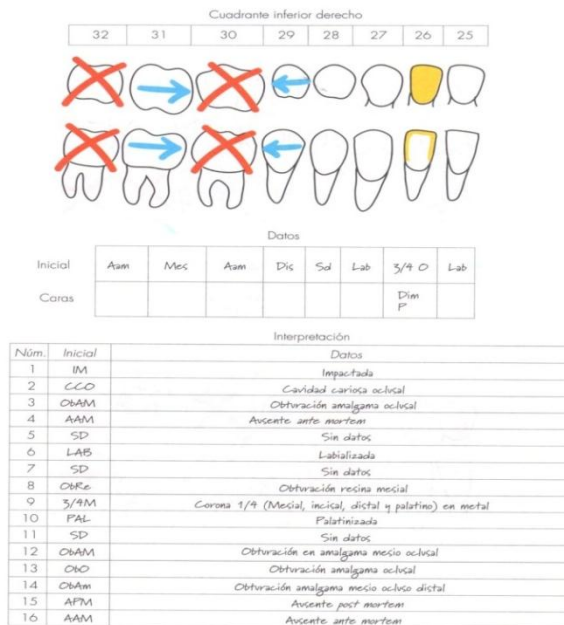 Cuadrante inferior derecho
32 31 30 29 28 27 26 25
Datos
Inicial Aam Mes Aam Dis Sd Lab 3/4 O Lab
Caras Dim
P
Interpretación
Núm. Inicial Datos
1 IM Impactada
2 CCO Cavidad cariosa oclusal
3 ObAM Obturación amalgama oclusal
4 AAM Ausente ante mortem
5 SD Sin datos
6 LAB Labializada
7 SD Sin datos
8 ObRe Obturación resina mesial
9 3/4M Corona 1/4 (Mesial, incisal, distal y palatino) en metal
10 PAL Palatinizada
11 SD Sin datos
12 ObAM Obturación en amalgama mesio oclusal
13 ObO Obturación amalgama oclusal
14 ObAm Obturación amalgama mesio ocluso distal
15 APM Ausente post mortem
16 AAM Ausente ante mortem